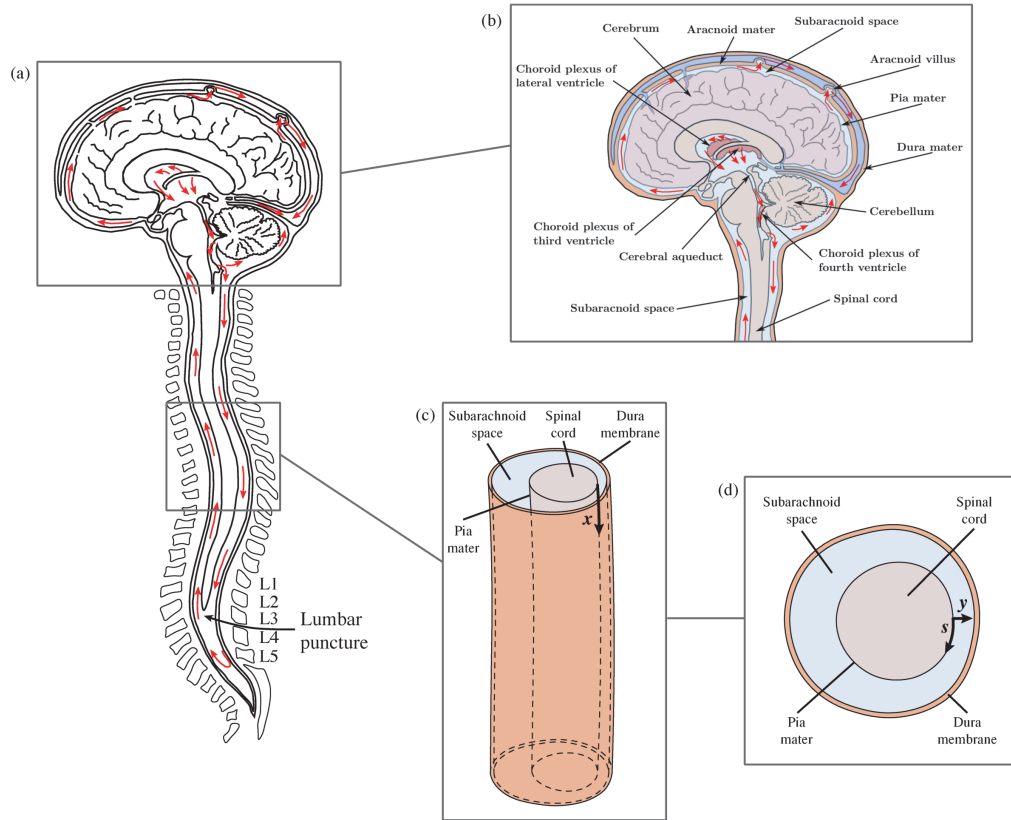 (a)
L1
L2
L3
L4
L5
Lumbar
puncture
(b)
Cerebrum
Aracnoid mater
Subaracnoid space
Choroid plexus of
lateral ventricle
Aracnoid villus
Pia mater
Dura mater
Choroid plexus of
third ventricle
Cerebellum
Cerebral aqueduct
Choroid plexus of
fourth ventricle
Subaracnoid space
Spinal cord
(c)
Subarachnoid
space
Spinal
cord
Dura
membrane
Pia
mater
x
(d)
Subarachnoid
space
Spinal
cord
y
s
Pia
mater
Dura
membrane